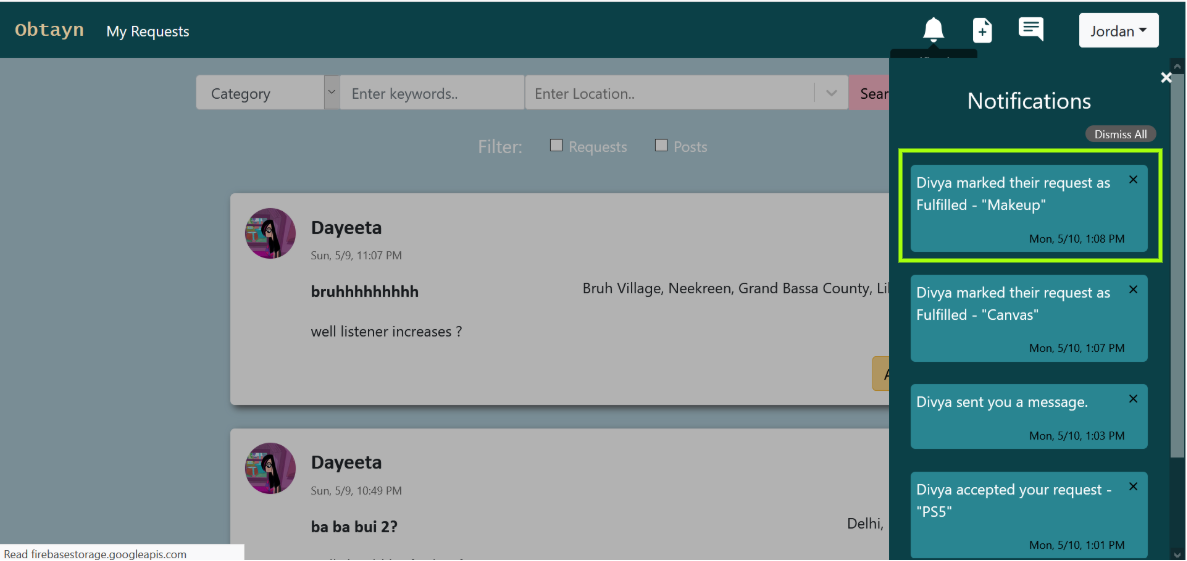 Obtayn My Requests Jordan
Category Enter keywords.. Enter Location.. Sear
Filter: Requests Posts
Dayeeta
Sun, 5/9, 11:07 PM
bruhhhhhhhhh Bruh Village, Neekreen, Grand Bassa County, Li
well listener increases ?
A
Dayeeta
Sun, 5/9, 10:49 PM
ba ba bui 2? Delhi,
Notifications
Dismiss All
Divya marked their request as
Fulfilled - "Makeup"
Mon, 5/10, 1:08 PM
Divya marked their request as
Fulfilled - "Canvas"
Mon, 5/10, 1:07 PM
Divya sent you a message.
Mon, 5/10, 1:03 PM
Divya accepted your request -
"PS5"
Mon, 5/10, 1:01 PM
Read firebasestorage.googleapis.com